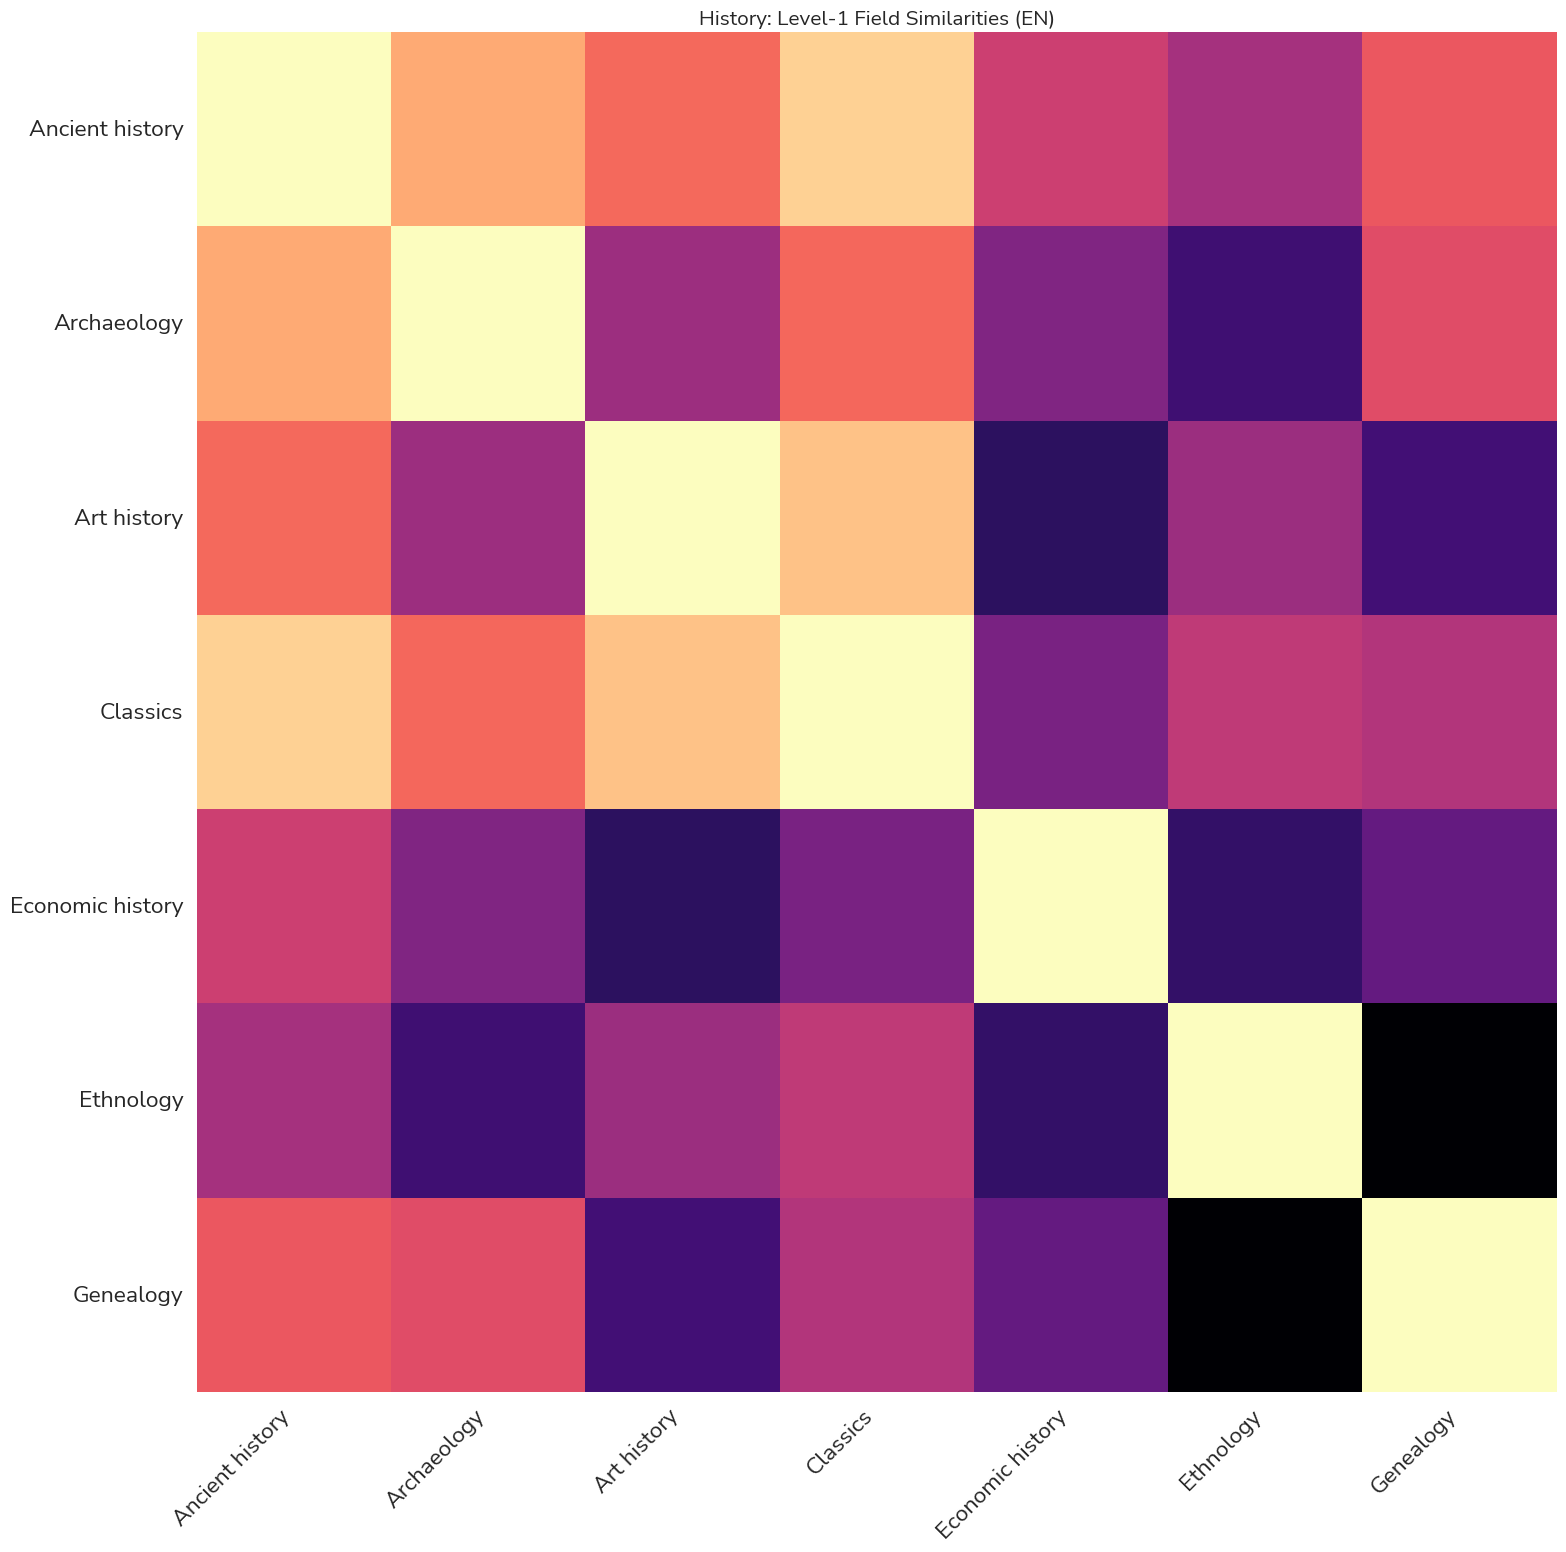 History: Level-1 Field Similarities (EN)
Ancient history
Archaeology
Art history
Classics
Economic history
Ethnology
Genealogy
Ancient history
Archaeology
Art history
Classics
Economic history
Ethnology
Genealogy